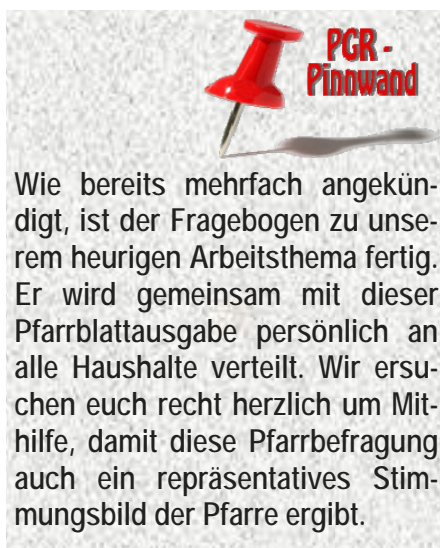 PGR -
Pinnwand
Wie bereits mehrfach angekün-
digt, ist der Fragebogen zu unse-
rem heurigen Arbeitsthema fertig.
Er wird gemeinsam mit dieser
Pfarrblattausgabe persönlich an
alle Haushalte verteilt. Wir ersu-
chen euch recht herzlich um Mit-
hilfe, damit diese Pfarrbefragung
auch ein repräsentatives Stim-
mungsbild der Pfarre ergibt.